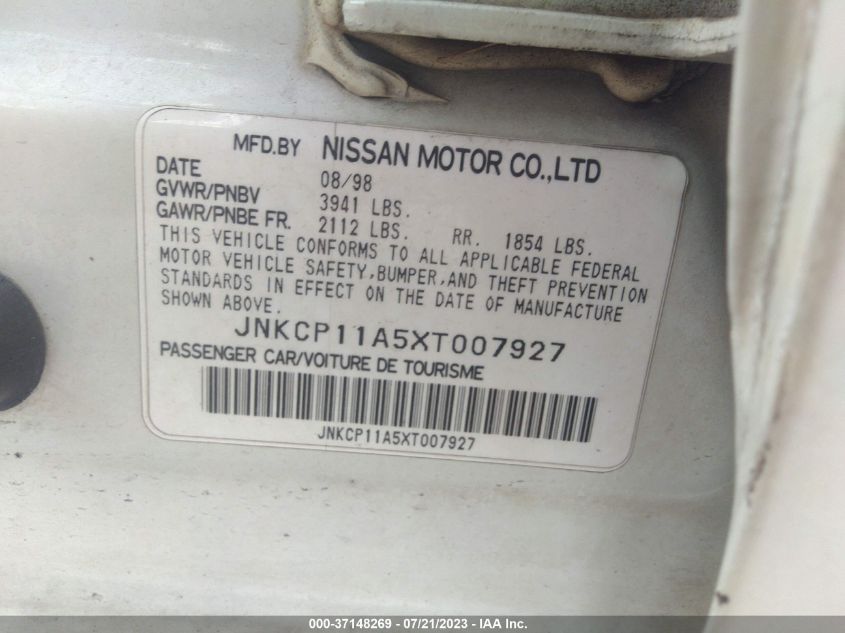 MFD.BY NISSAN MOTOR CO.,LTD
DATE 08/98
GVWR/PNBV 3941 LBS.
GAWR/PNBE FR. 2112 LBS. RR. 1854 LBS.
THIS VEHICLE CONFORMS TO ALL APPLICABLE FEDERAL
MOTOR VEHICLE SAFETY,BUMPER,AND THEFT PREVENTION
STANDARDS IN EFFECT ON THE DATE OF MANUFACTURE
SHOWN ABOVE.
JNKCP11A5XT007927
PASSENGER CAR/VOITURE DE TOURISME
JNKCP11A5XT007927
000-37148269 - 07/21/2023 - IAA Inc.